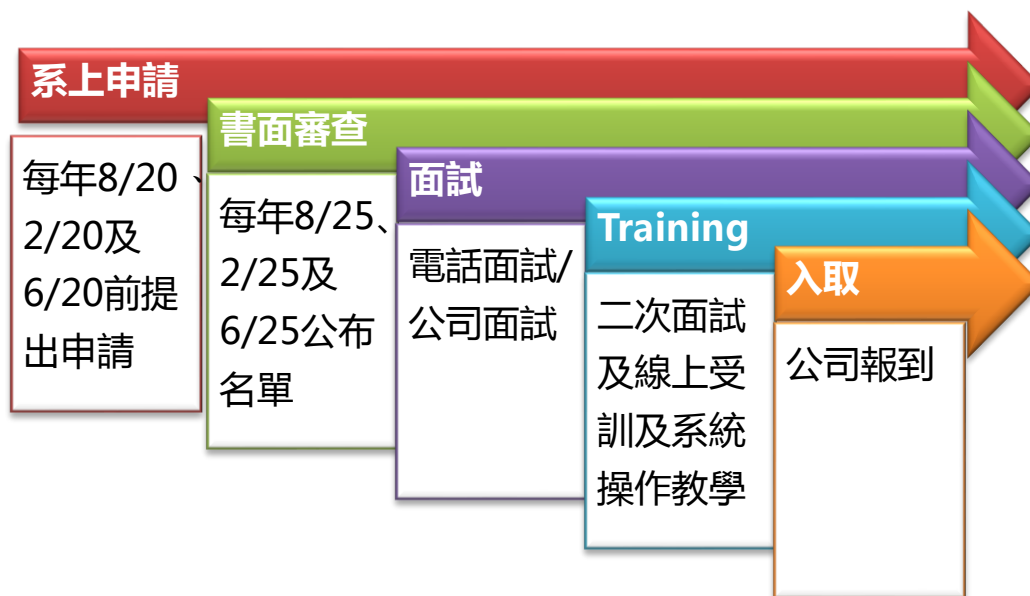 系上申請
每年8/20、
2/20及
6/20前提
出申請
書面審查
每年8/25、
2/25及
6/25公布
名單
面試
電話面試/
公司面試
Training
二次面試
及線上受
訓及系統
操作教學
入取
公司報到